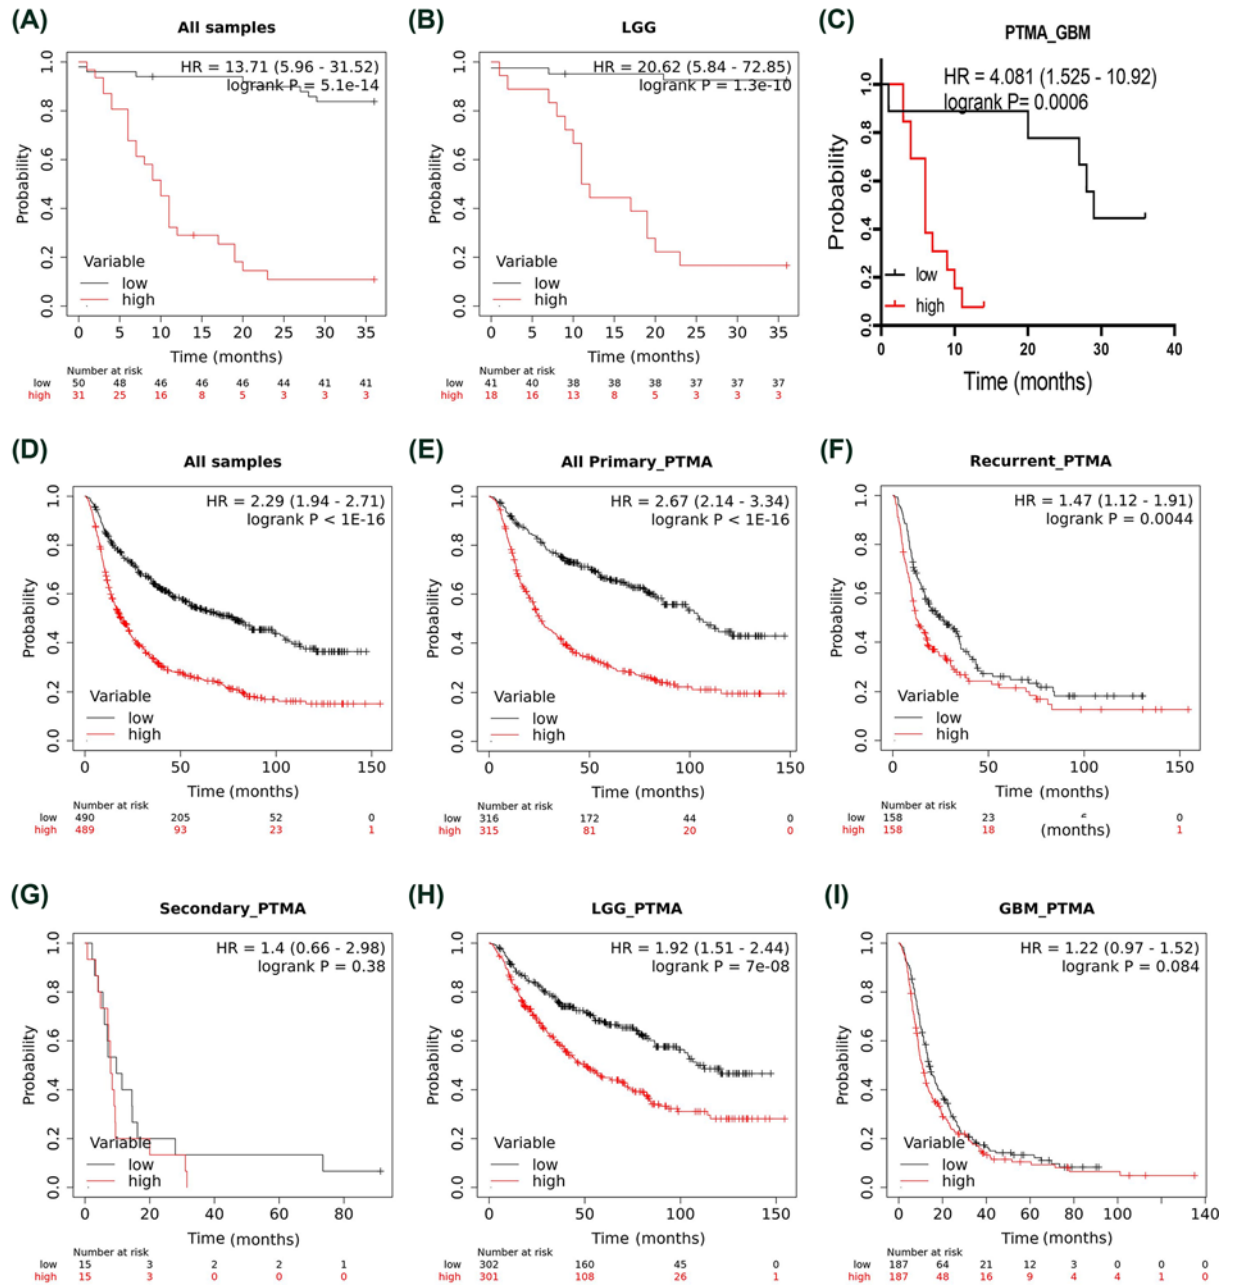 (A)
All samples
HR = 13.71 (5.96 - 31.52)
logrank P = 5.1e-14
Probability
0.0 0.2 0.4 0.6 0.8 1.0
Variable
low
high
0 5 10 15 20 25 30 35
Time (months)
Number at risk
low 50 48 46 46 46 44 41 41
high 31 25 16 8 5 3 3 3
(B)
LGG
HR = 20.62 (5.84 - 72.85)
logrank P = 1.3e-10
Probability
0.0 0.2 0.4 0.6 0.8 1.0
Variable
low
high
0 5 10 15 20 25 30 35
Time (months)
Number at risk
low 41 40 38 38 38 37 37 37
high 18 16 13 8 5 3 3 3
(C)
PTMA_GBM
HR = 4.081 (1.525 - 10.92)
logrank P= 0.0006
Probability
0.0 0.2 0.4 0.6 0.8 1.0
low
high
0 10 20 30 40
Time (months)
(D)
All samples
HR = 2.29 (1.94 - 2.71)
logrank P < 1E-16
Probability
0.0 0.2 0.4 0.6 0.8 1.0
Variable
low
high
0 50 100 150
Time (months)
Number at risk
low 490 205 52 0
high 489 93 23 1
(E)
All Primary_PTMA
HR = 2.67 (2.14 - 3.34)
logrank P < 1E-16
Probability
0.0 0.2 0.4 0.6 0.8 1.0
Variable
low
high
0 50 100 150
Time (months)
Number at risk
low 316 172 44 0
high 315 81 20 0
(F)
Recurrent_PTMA
HR = 1.47 (1.12 - 1.91)
logrank P = 0.0044
Probability
0.0 0.2 0.4 0.6 0.8 1.0
Variable
low
high
0 50 100 150
Time (months)
Number at risk
low 158 23 0
high 158 18 (months) 1
(G)
Secondary_PTMA
HR = 1.4 (0.66 - 2.98)
logrank P = 0.38
Probability
0.0 0.2 0.4 0.6 0.8 1.0
Variable
low
high
0 20 40 60 80
Time (months)
Number at risk
low 15 3 2 2 1
high 15 3 0 0 0
(H)
LGG_PTMA
HR = 1.92 (1.51 - 2.44)
logrank P = 7e-08
Probability
0.0 0.2 0.4 0.6 0.8 1.0
Variable
low
high
0 50 100 150
Time (months)
Number at risk
low 302 160 45 0
high 301 108 26 1
(I)
GBM_PTMA
HR = 1.22 (0.97 - 1.52)
logrank P = 0.084
Probability
0.0 0.2 0.4 0.6 0.8 1.0
Variable
low
high
0 20 40 60 80 100 120 140
Time (months)
Number at risk
low 187 64 21 12 3 0 0 0
high 187 48 16 9 4 4 1 0